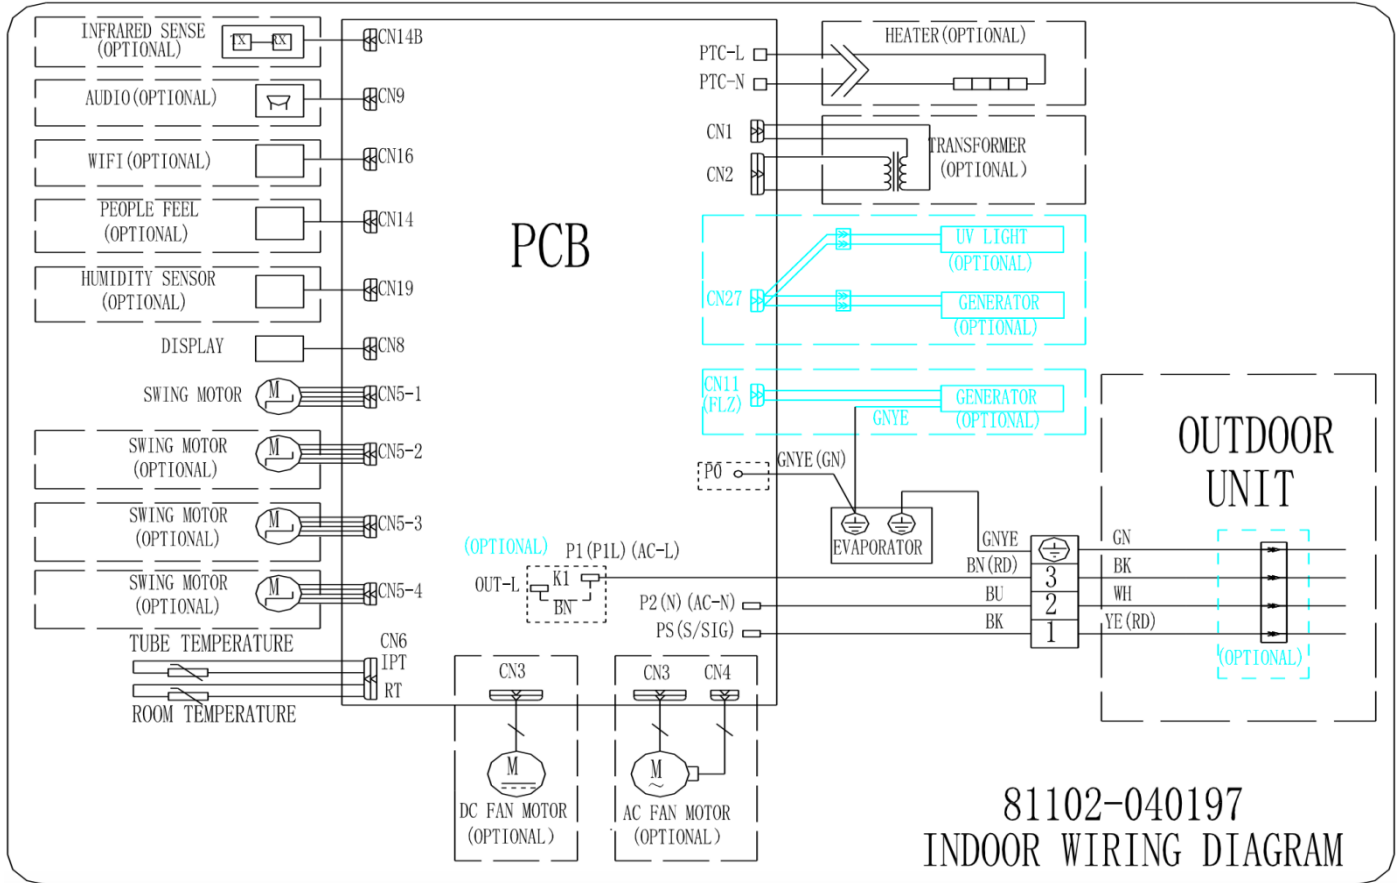 INFRARED SENSE
(OPTIONAL)
TX
RX
CN14B
AUDIO(OPTIONAL)
CN9
WIFI(OPTIONAL)
CN16
PEOPLE FEEL
(OPTIONAL)
CN14
HUMIDITY SENSOR
(OPTIONAL)
CN19
DISPLAY
CN8
SWING MOTOR
M
CN5-1
SWING MOTOR
(OPTIONAL)
M
CN5-2
SWING MOTOR
(OPTIONAL)
M
CN5-3
SWING MOTOR
(OPTIONAL)
M
CN5-4
TUBE TEMPERATURE
CN6
IPT
RT
ROOM TEMPERATURE
PCB
PTC-L
PTC-N
HEATER(OPTIONAL)
CN1
CN2
TRANSFORMER
(OPTIONAL)
CN27
UV LIGHT
(OPTIONAL)
GENERATOR
(OPTIONAL)
CN11
(FLZ)
GENERATOR
(OPTIONAL)
GNYE
P0
GNYE(GN)
EVAPORATOR
(OPTIONAL)
P1(P1L)(AC-L)
OUT-L
K1
BN
P2(N)(AC-N)
PS(S/SIG)
GNYE
BN(RD)
BU
BK
3
2
1
OUTDOOR
UNIT
GN
BK
WH
YE(RD)
(OPTIONAL)
CN3
M
DC FAN MOTOR
(OPTIONAL)
CN3
CN4
M
~
AC FAN MOTOR
(OPTIONAL)
81102-040197
INDOOR WIRING DIAGRAM